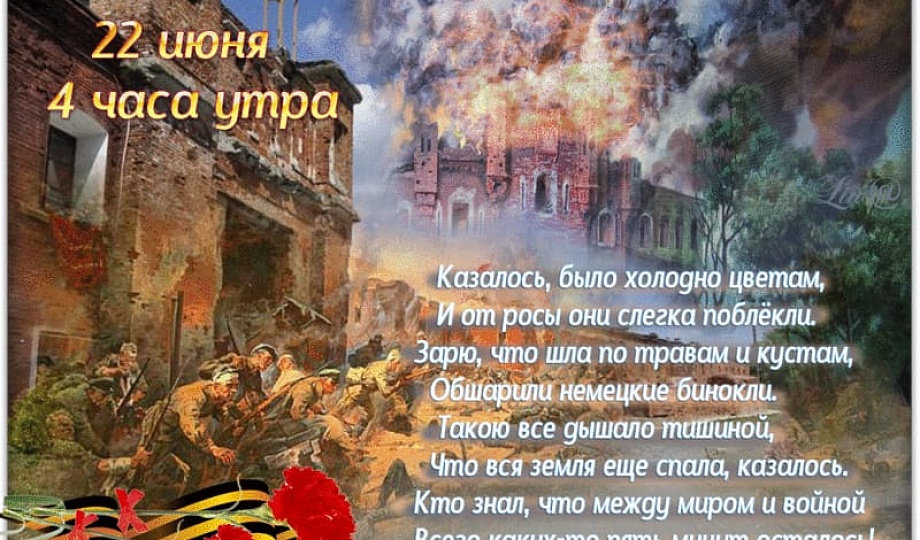 22 июня
4 часа утра
Казалось, было холодно цветам,
И от росы они слегка поблёкли.
Зарю, что шла по травам и кустам,
Обшарили немецкие бинокли.
Такою все дышало тишиной,
Что вся земля еще спала, казалось.
Кто знал, что между миром и войной
Всего каких-то пять минут осталось!